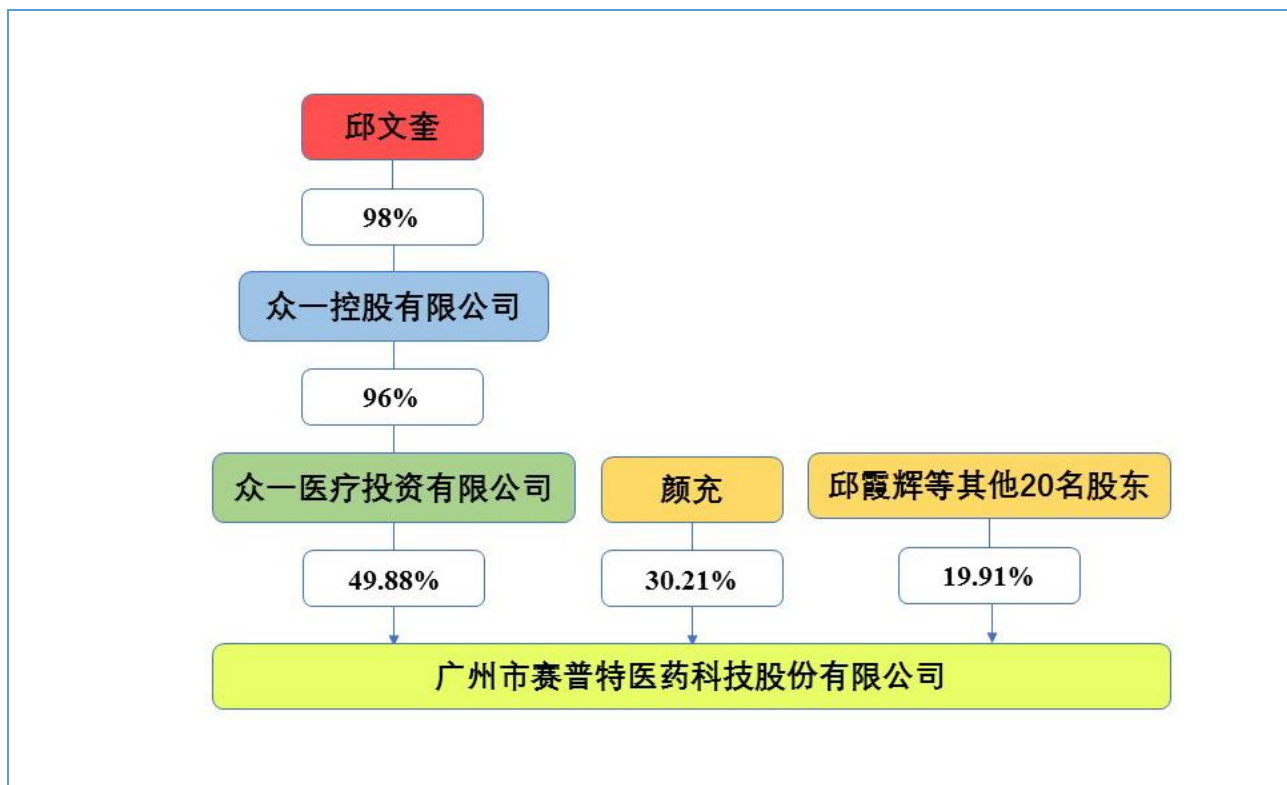 邱文奎
98%
众一控股有限公司
96%
众一医疗投资有限公司
颜充
邱霞辉等其他20名股东
49.88%
30.21%
19.91%
广州市赛普特医药科技股份有限公司